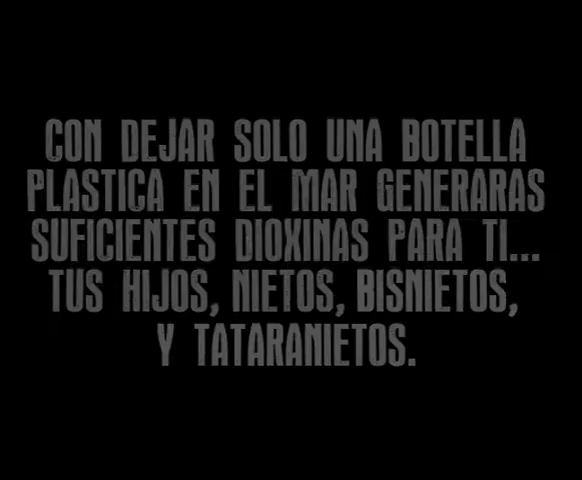 CON DEJAR SOLO UNA BOTELLA
PLASTICA EN EL MAR GENERARAS
SUFICIENTES DIOXINAS PARA TI...
TUS HIJOS, NIETOS, BISNIETOS,
Y TATARANIETOS.